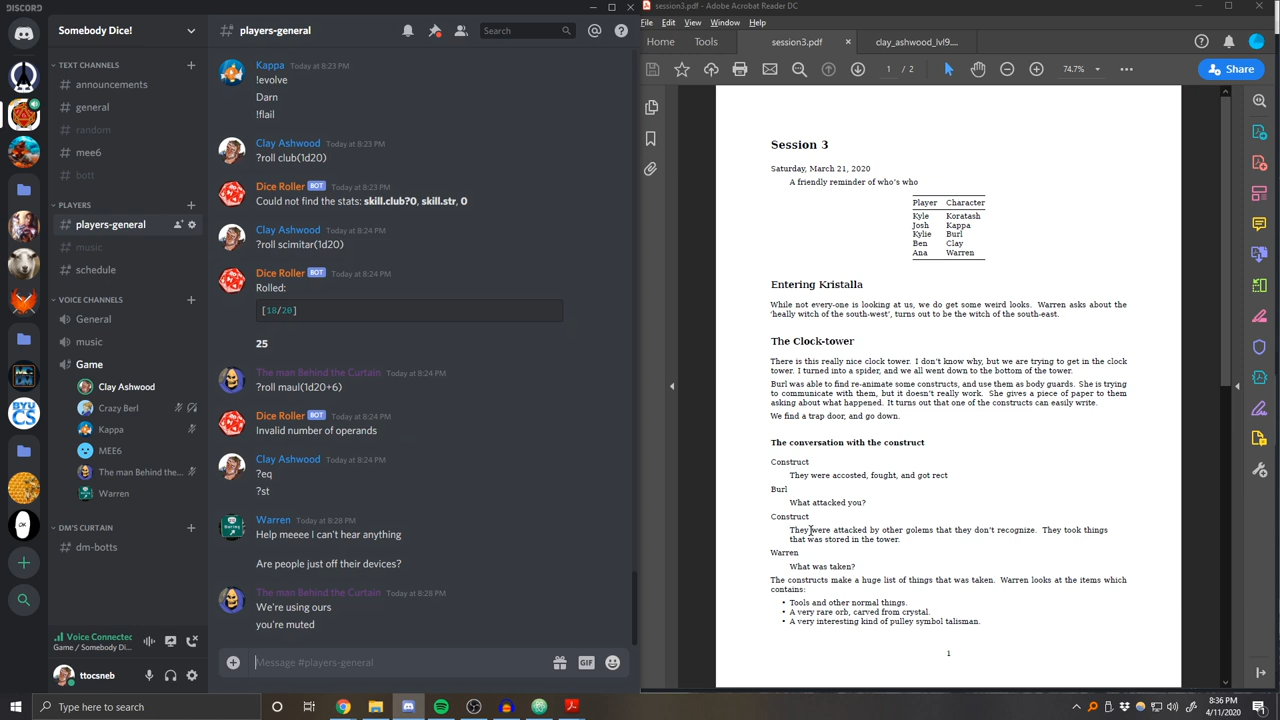 DISCORD
Somebody Dice!
TEXT CHANNELS
# announcements
# general
# random
# mee6
# bott
PLAYERS
# players-general
# music
# schedule
VOICE CHANNELS
General
music
Game
Clay Ashwood
Crazy Berl
Kappa
MEE6
The man Behind the...
Warren
DM'S CURTAIN
# dm-botts
Voice Connected
Game / Somebody Di...
ttocsneb
# players-general
Search
Kappa Today at 8:23 PM
!evolve
Darn
!flail
Clay Ashwood Today at 8:23 PM
?roll club(1d20)
Dice Roller BOT Today at 8:23 PM
Could not find the stats: skill.club?0, skill.str, 0
Clay Ashwood Today at 8:24 PM
?roll scimitar(1d20)
Dice Roller BOT Today at 8:24 PM
Rolled:
[18/20]
25
The man Behind the Curtain Today at 8:24 PM
?roll maul(1d20+6)
Dice Roller BOT Today at 8:24 PM
Invalid number of operands
Clay Ashwood Today at 8:24 PM
?eq
?st
Warren Today at 8:28 PM
Help meeee I can't hear anything
Are people just off their devices?
The man Behind the Curtain Today at 8:28 PM
We're using ours
you're muted
Message #players-general
GIF
session3.pdf - Adobe Acrobat Reader DC
File Edit View Window Help
Home Tools session3.pdf clay_ashwood_lvl9....
1 / 2
74.7%
Share
Session 3
Saturday, March 21, 2020
A friendly reminder of who's who
Player Character
Kyle Koratash
Josh Kappa
Kylie Burl
Ben Clay
Ana Warren
Entering Kristalla
While not every-one is looking at us, we do get some weird looks. Warren asks about the
'heally witch of the south-west', turns out to be the witch of the south-east.
The Clock-tower
There is this really nice clock tower. I don't know why, but we are trying to get in the clock
tower. I turned into a spider, and we all went down to the bottom of the tower.
Burl was able to find re-animate some constructs, and use them as body guards. She is trying
to communicate with them, but it doesn't really work. She gives a piece of paper to them
asking about what happened. It turns out that one of the constructs can easily write.
We find a trap door, and go down.
The conversation with the construct
Construct
They were accosted, fought, and got rect
Burl
What attacked you?
Construct
They were attacked by other golems that they don't recognize. They took things
that was stored in the tower.
Warren
What was taken?
The constructs make a huge list of things that was taken. Warren looks at the items which
contains:
• Tools and other normal things.
• A very rare orb, carved from crystal.
• A very interesting kind of pulley symbol talisman.
1
Type here to search
8:36 PM
4/11/2020